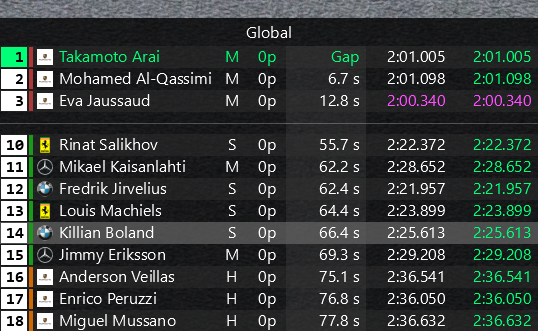 Global
1 Takamoto Arai M 0p Gap 2:01.005 2:01.005
2 Mohamed Al-Qassimi M 0p 6.7 s 2:01.098 2:01.098
3 Eva Jaussaud M 0p 12.8 s 2:00.340 2:00.340
10 Rinat Salikhov S 0p 55.7 s 2:22.372 2:22.372
11 Mikael Kaisanlahti M 0p 62.2 s 2:28.652 2:28.652
12 Fredrik Jirvelius S 0p 62.4 s 2:21.957 2:21.957
13 Louis Machiels S 0p 64.4 s 2:23.899 2:23.899
14 Killian Boland S 0p 66.4 s 2:25.613 2:25.613
15 Jimmy Eriksson M 0p 69.3 s 2:29.208 2:29.208
16 Anderson Veillas H 0p 75.1 s 2:36.541 2:36.541
17 Enrico Peruzzi H 0p 76.8 s 2:36.050 2:36.050
18 Miguel Mussano H 0p 77.8 s 2:36.632 2:36.632